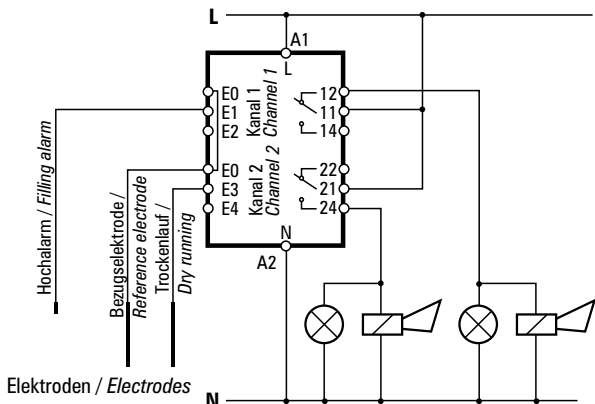 L
A1
L
E0
E1
E2
Kanal 1
Channel 1
12
11
14
E0
E3
E4
Kanal 2
Channel 2
22
21
24
N
A2
Hochalarm / Filling alarm
Bezugselektrode /
Reference electrode
Trockenlauf /
Dry running
Elektroden / Electrodes
N